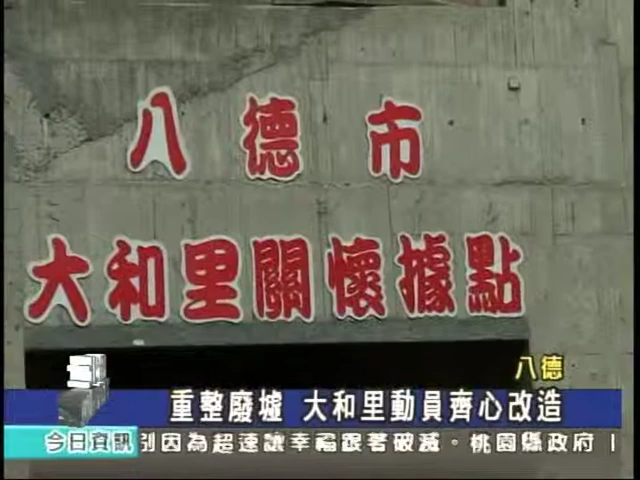 八德市
大和里關懷據點
八德
重整廢墟 大和里動員齊心改造
今日資訊 別因為超速讓幸福跟著破滅。桃園縣政府